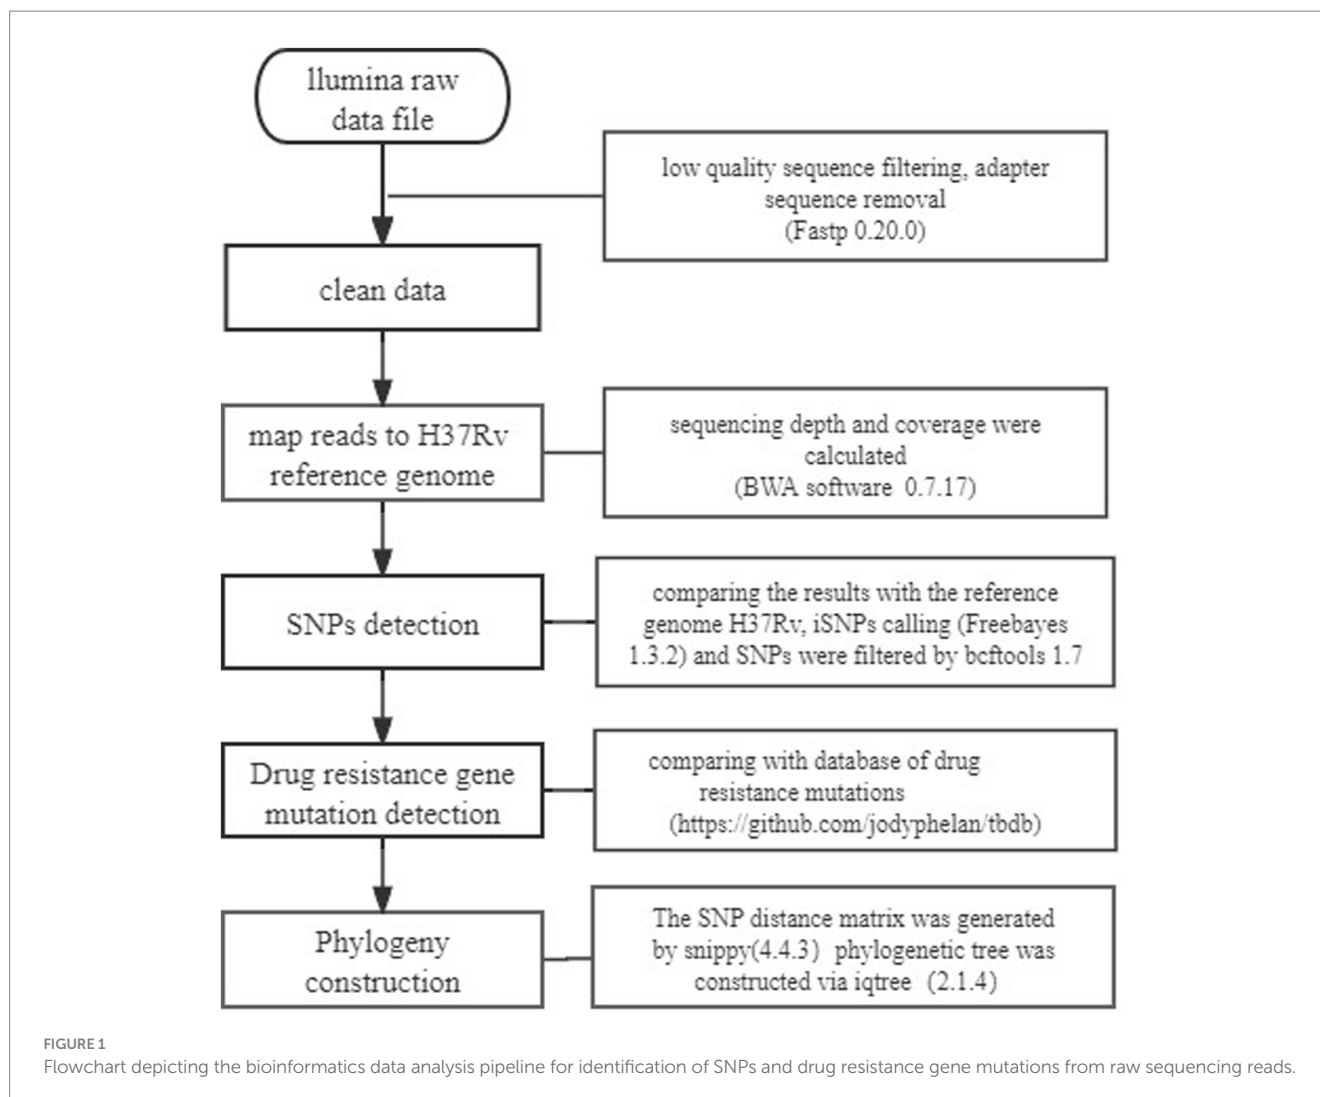 llumina raw
data file
low quality sequence filtering, adapter
sequence removal
(Fastp 0.20.0)
clean data
map reads to H37Rv
reference genome
sequencing depth and coverage were
calculated
(BWA software 0.7.17)
SNPs detection
comparing the results with the reference
genome H37Rv, iSNPs calling (Freebayes
1.3.2) and SNPs were filtered by bcftools 1.7
Drug resistance gene
mutation detection
comparing with database of drug
resistance mutations
(https://github.com/jodyphelan/tbdb)
Phylogeny
construction
The SNP distance matrix was generated
by snippy(4.4.3) phylogenetic tree was
constructed via iqtree (2.1.4)
FIGURE 1
Flowchart depicting the bioinformatics data analysis pipeline for identification of SNPs and drug resistance gene mutations from raw sequencing reads.